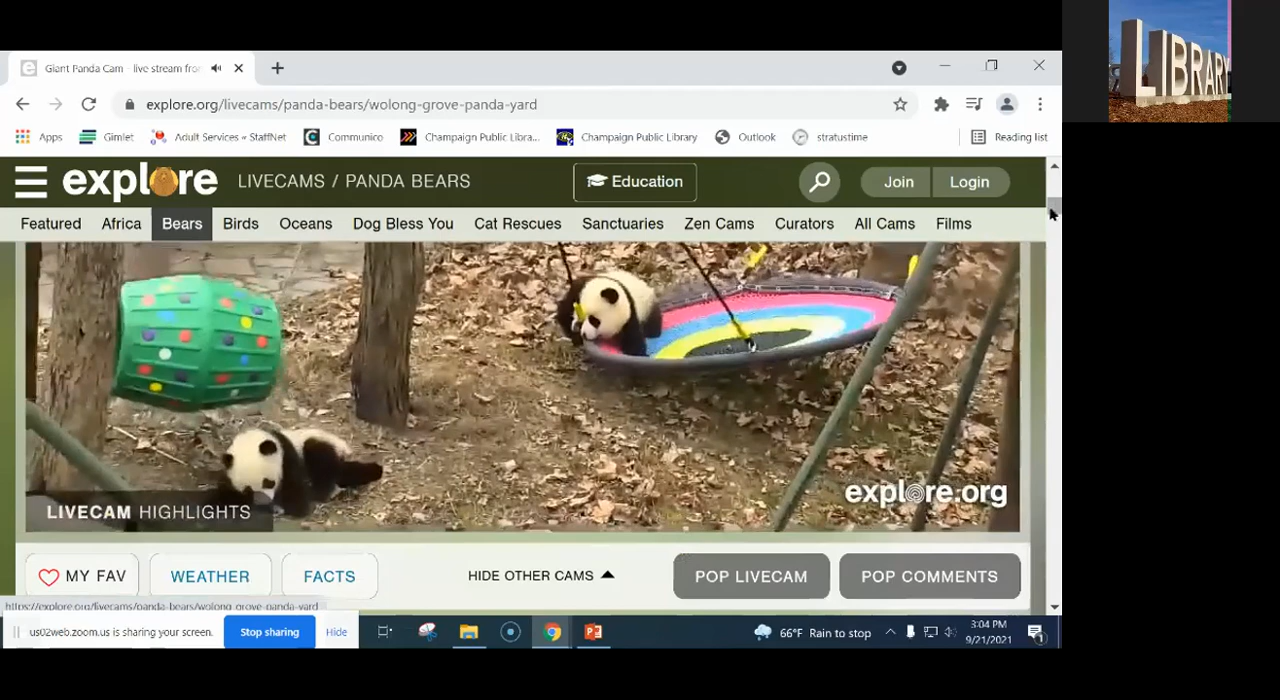 Giant Panda Cam - live stream fro
explore.org/livecams/panda-bears/wolong-grove-panda-yard
Apps Gimlet Adult Services « StaffNet Communico Champaign Public Libra... Champaign Public Library Outlook stratustime Reading list
explore LIVECAMS / PANDA BEARS Education Join Login
Featured Africa Bears Birds Oceans Dog Bless You Cat Rescues Sanctuaries Zen Cams Curators All Cams Films
LIVECAM HIGHLIGHTS
explore.org
MY FAV WEATHER FACTS HIDE OTHER CAMS POP LIVECAM POP COMMENTS
https://explore.org/livecams/panda-bears/wolong-grove-panda-yard
us02web.zoom.us is sharing your screen. Stop sharing Hide
66°F Rain to stop
3:04 PM
9/21/2021
1
LIBRARY